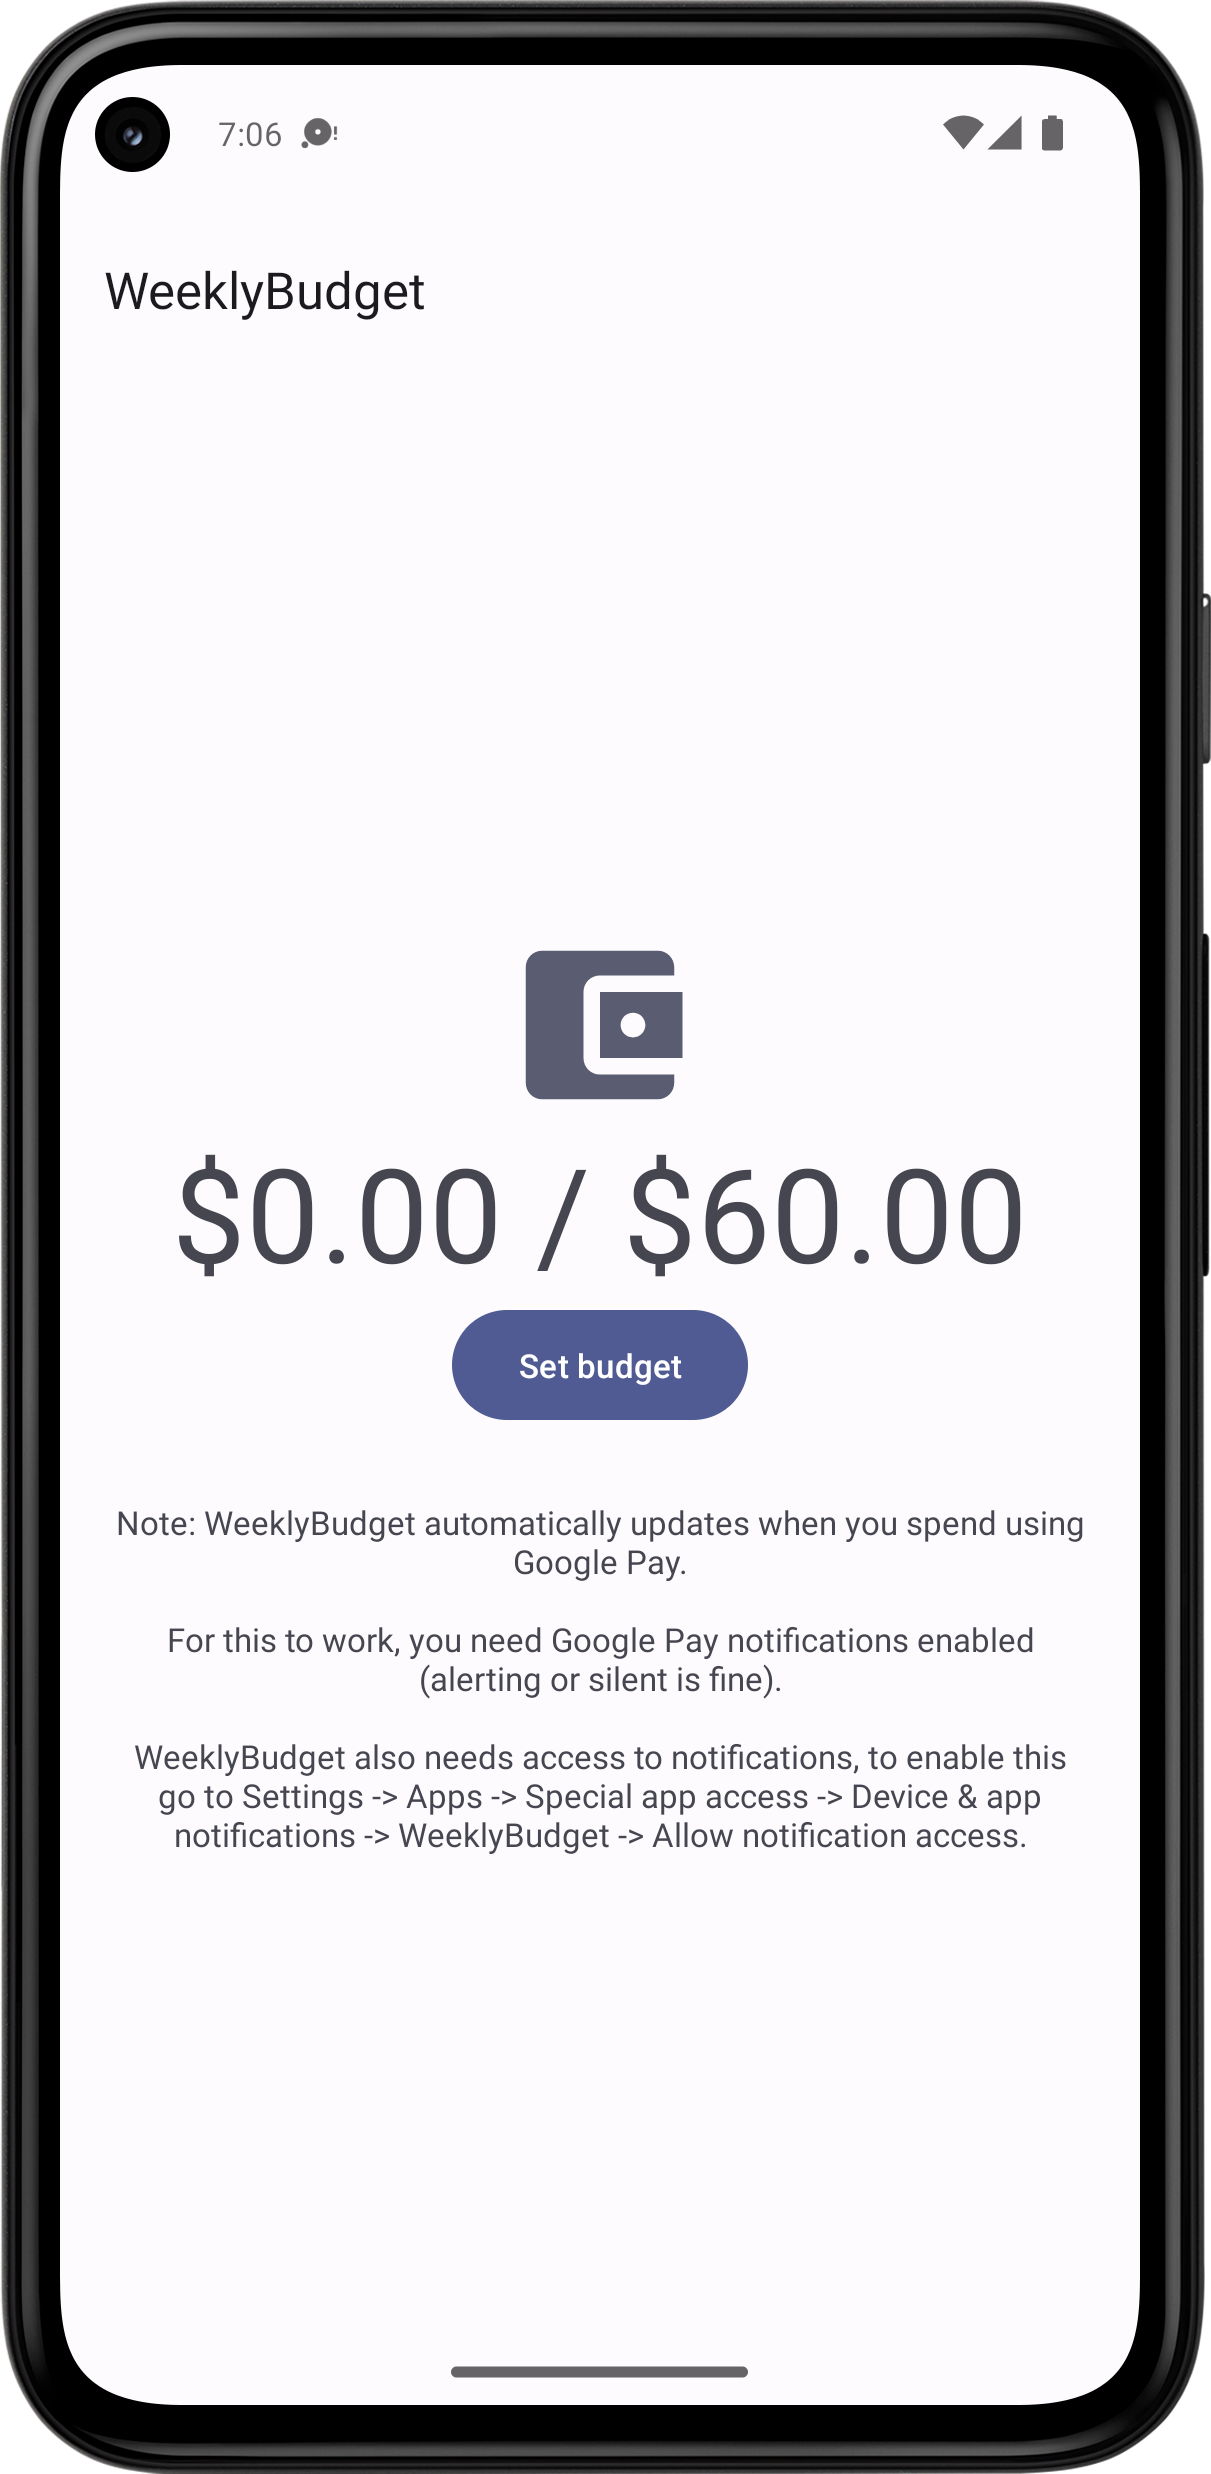 7:06
WeeklyBudget
$0.00 / $60.00
Set budget
Note: WeeklyBudget automatically updates when you spend using
Google Pay.
For this to work, you need Google Pay notifications enabled
(alerting or silent is fine).
WeeklyBudget also needs access to notifications, to enable this
go to Settings -> Apps -> Special app access -> Device & app
notifications -> WeeklyBudget -> Allow notification access.